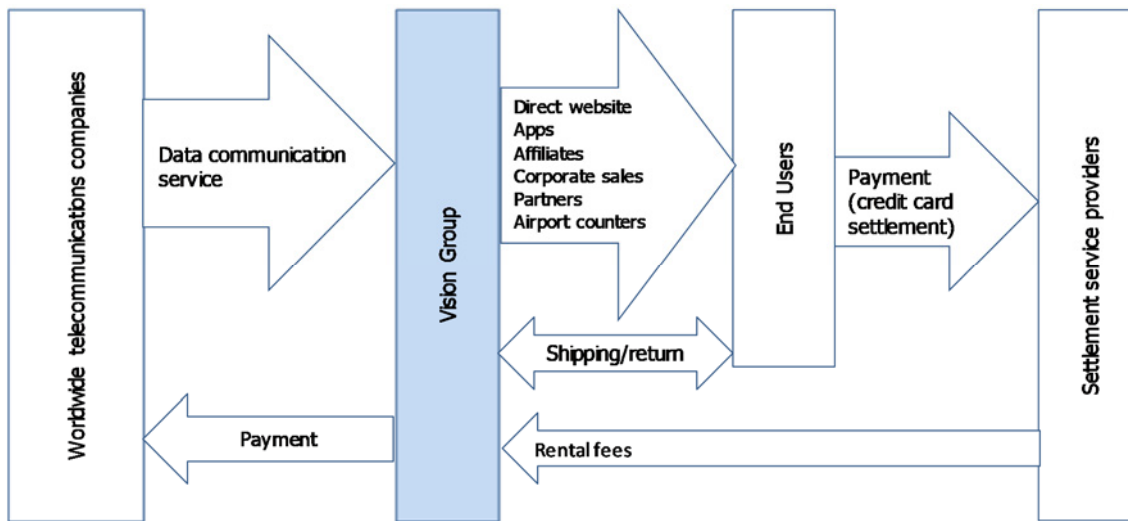 Worldwide telecommunications companies
Data communication
service
Payment
Vision Group
Direct website
Apps
Affiliates
Corporate sales
Partners
Airport counters
Shipping/return
Rental fees
End Users
Payment
(credit card
settlement)
Settlement service providers